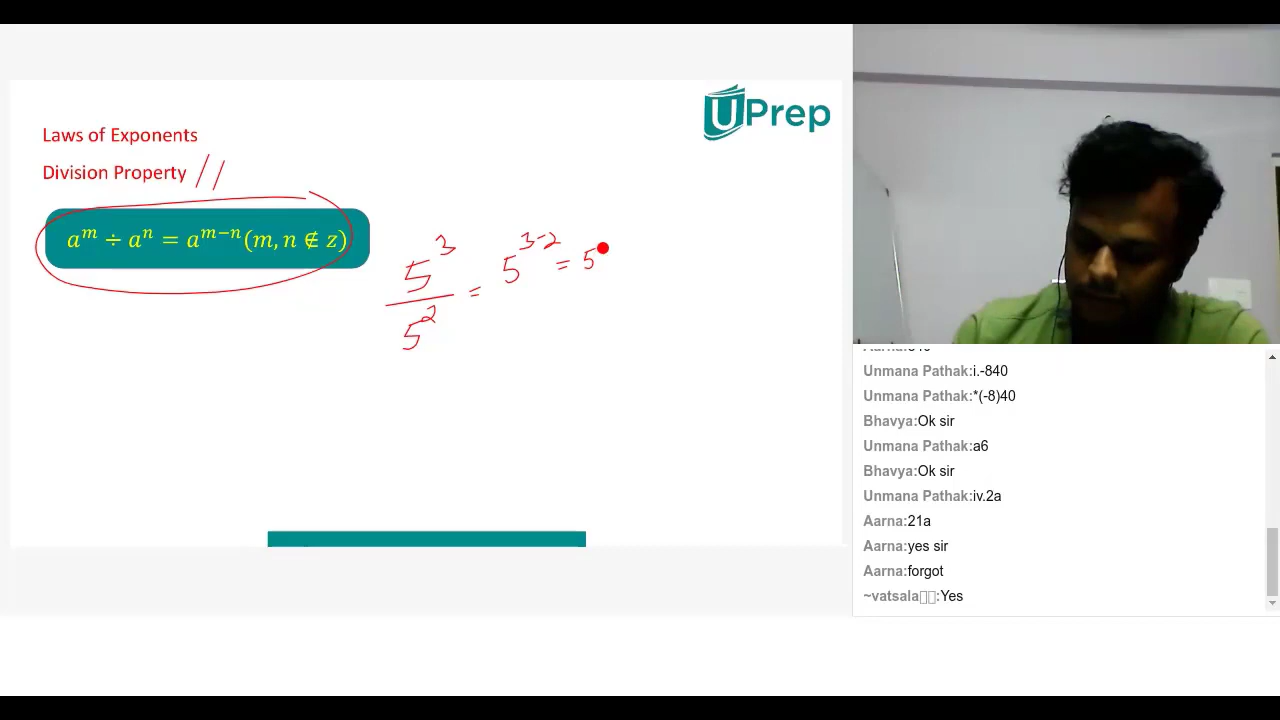 UPrep
Laws of Exponents
Division Property //
a^m ÷ a^n = a^{m−n}(m, n ∉ z)
5^3/5^2 = 5^{3-2} = 5
Unmana Pathak:i.-840
Unmana Pathak:*(-8)40
Bhavya:Ok sir
Unmana Pathak:a6
Bhavya:Ok sir
Unmana Pathak:iv.2a
Aarna:21a
Aarna:yes sir
Aarna:forgot
~vatsala▯▯:Yes